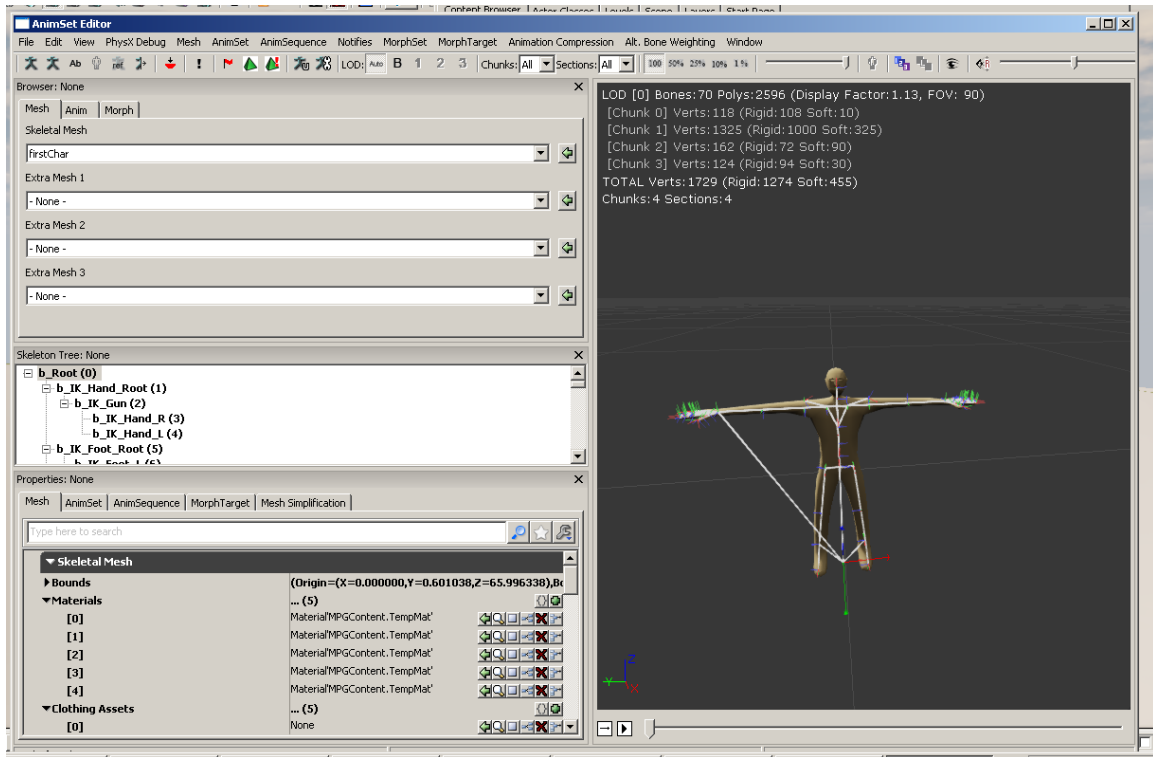 Content Browser Actor Classes Levels Scene Layers Start Page
AnimSet Editor
File Edit View PhysX Debug Mesh AnimSet AnimSequence Notifies MorphSet MorphTarget Animation Compression Alt. Bone Weighting Window
Ab LOD: Auto B 1 2 3 Chunks: All Sections: All 100 50% 25% 10% 1%
Browser: None
Mesh Anim Morph
Skeletal Mesh
firstChar
Extra Mesh 1
- None -
Extra Mesh 2
- None -
Extra Mesh 3
- None -
Skeleton Tree: None
b_Root (0)
b_IK_Hand_Root (1)
b_IK_Gun (2)
b_IK_Hand_R (3)
b_IK_Hand_L (4)
b_IK_Foot_Root (5)
b_IK_Foot_L (6)
Properties: None
Mesh AnimSet AnimSequence MorphTarget Mesh Simplification
Type here to search
Skeletal Mesh
Bounds (Origin=(X=0.000000,Y=0.601038,Z=65.996338),Bo
Materials ... (5)
[0] Material'MPGContent.TempMat'
[1] Material'MPGContent.TempMat'
[2] Material'MPGContent.TempMat'
[3] Material'MPGContent.TempMat'
[4] Material'MPGContent.TempMat'
Clothing Assets ... (5)
[0] None
LOD [0] Bones:70 Polys:2596 (Display Factor:1.13, FOV: 90)
[Chunk 0] Verts:118 (Rigid:108 Soft:10)
[Chunk 1] Verts:1325 (Rigid:1000 Soft:325)
[Chunk 2] Verts:162 (Rigid:72 Soft:90)
[Chunk 3] Verts:124 (Rigid:94 Soft:30)
TOTAL Verts:1729 (Rigid:1274 Soft:455)
Chunks:4 Sections:4
Z
Y
X